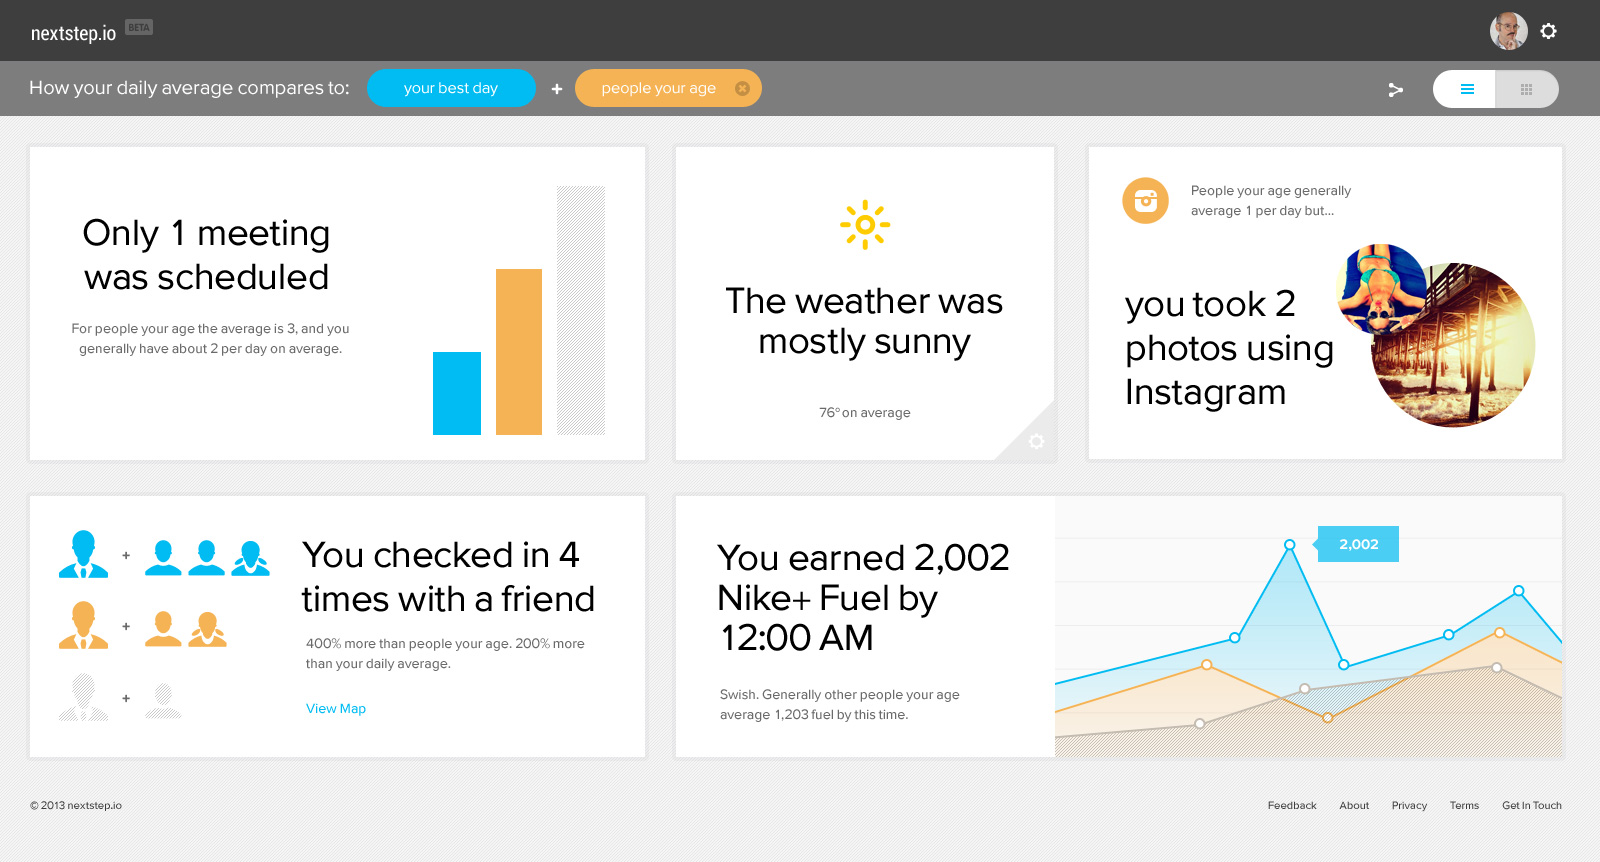 nextstep.io BETA
How your daily average compares to: your best day + people your age
Only 1 meeting
was scheduled
For people your age the average is 3, and you
generally have about 2 per day on average.
The weather was
mostly sunny
76° on average
People your age generally
average 1 per day but...
you took 2
photos using
Instagram
+
+
+
You checked in 4
times with a friend
400% more than people your age. 200% more
than your daily average.
View Map
You earned 2,002
Nike+ Fuel by
12:00 AM
Swish. Generally other people your age
average 1,203 fuel by this time.
2,002
© 2013 nextstep.io
Feedback About Privacy Terms Get In Touch